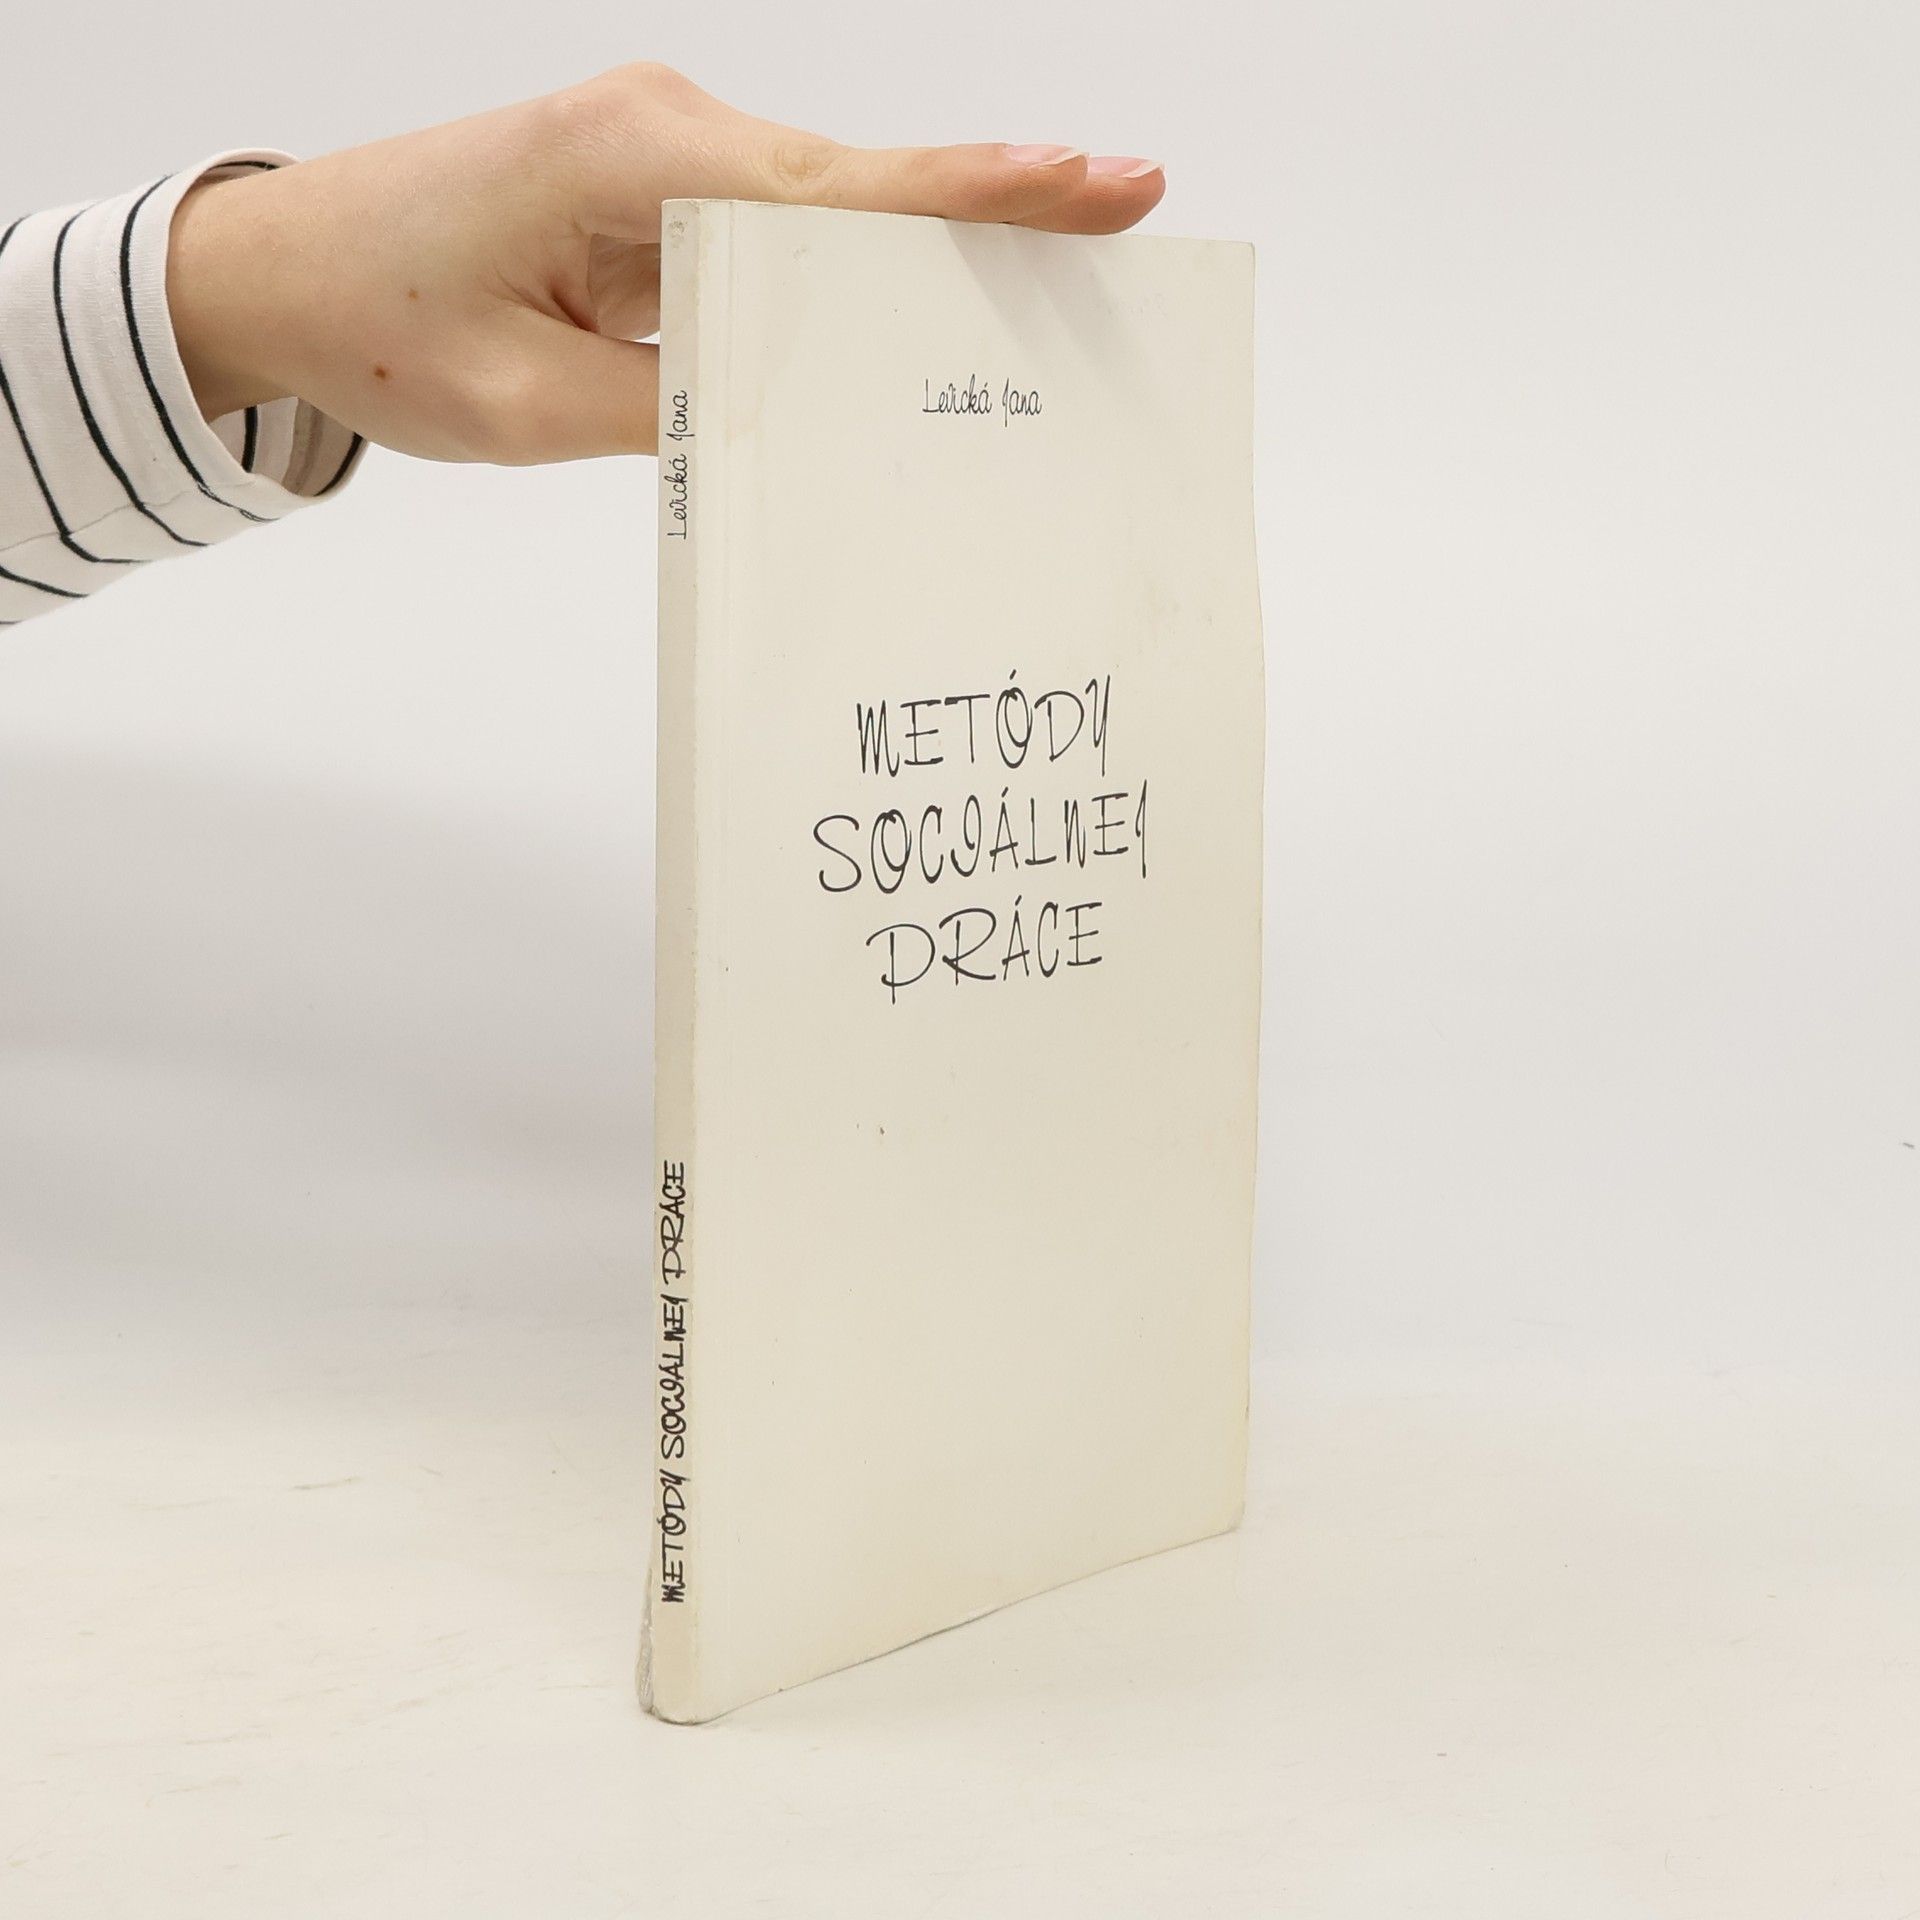 Levická Jana
METÓDY
SOCIÁLNEJ
PRÁCE
Levická Jana
METÓDY SOCIÁLNEJ PRÁCE